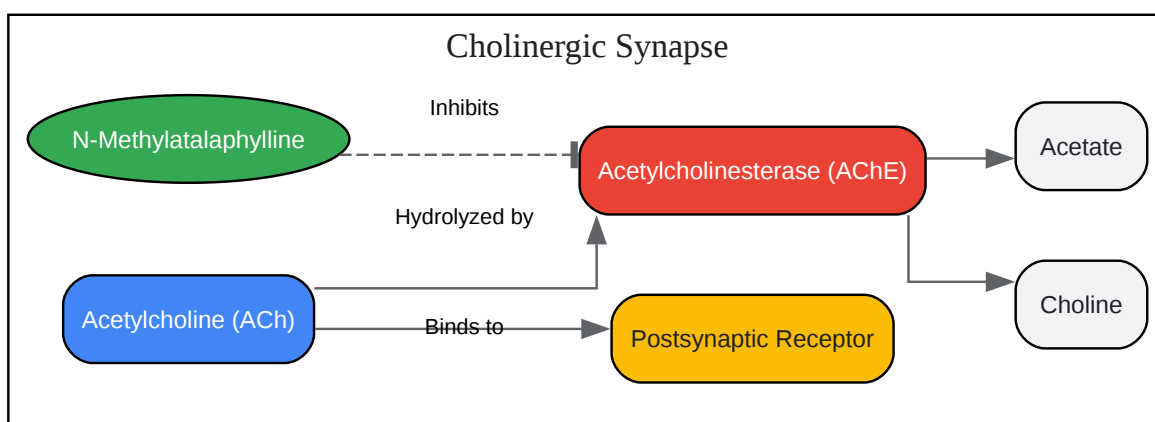 Cholinergic Synapse
Inhibits
N-Methylatalaphylline
Acetylcholinesterase (AChE)
Acetate
Hydrolyzed by
Acetylcholine (ACh)
Binds to
Postsynaptic Receptor
Choline